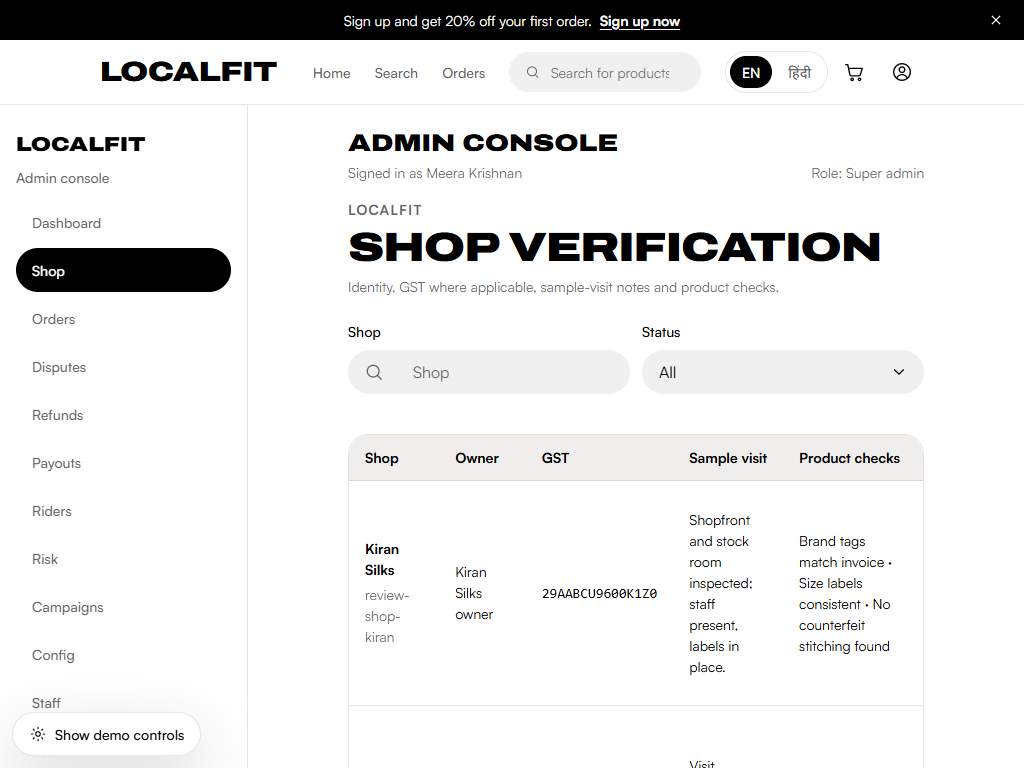 Sign up and get 20% off your first order. Sign up now
LOCALFIT
Home
Search
Orders
Search for products
EN
हिंदी
LOCALFIT
Admin console
Dashboard
Shop
Orders
Disputes
Refunds
Payouts
Riders
Risk
Campaigns
Config
Staff
Show demo controls
ADMIN CONSOLE
Signed in as Meera Krishnan
Role: Super admin
LOCALFIT
SHOP VERIFICATION
Identity, GST where applicable, sample-visit notes and product checks.
Shop
Status
Shop
All
Shop
Owner
GST
Sample visit
Product checks
Kiran
Silks
review-
shop-
kiran
Kiran
Silks
owner
29AABCU9600K1Z0
Shopfront
and stock
room
inspected;
staff
present,
labels in
place.
Brand tags
match invoice ·
Size labels
consistent · No
counterfeit
stitching found
Visit